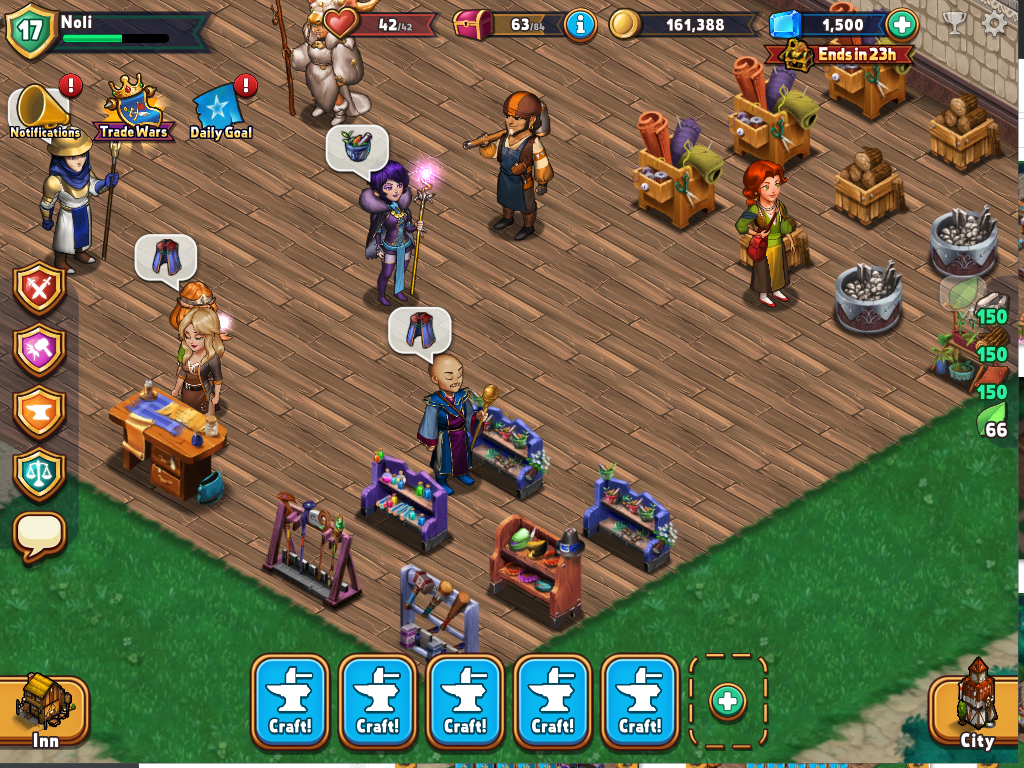 17
Noli
42/42
63/84
i
161,388
1,500
Ends in 23h
!
!
Notifications
Trade Wars
Daily Goal
150
150
150
66
Craft!
Craft!
Craft!
Craft!
Craft!
Inn
City